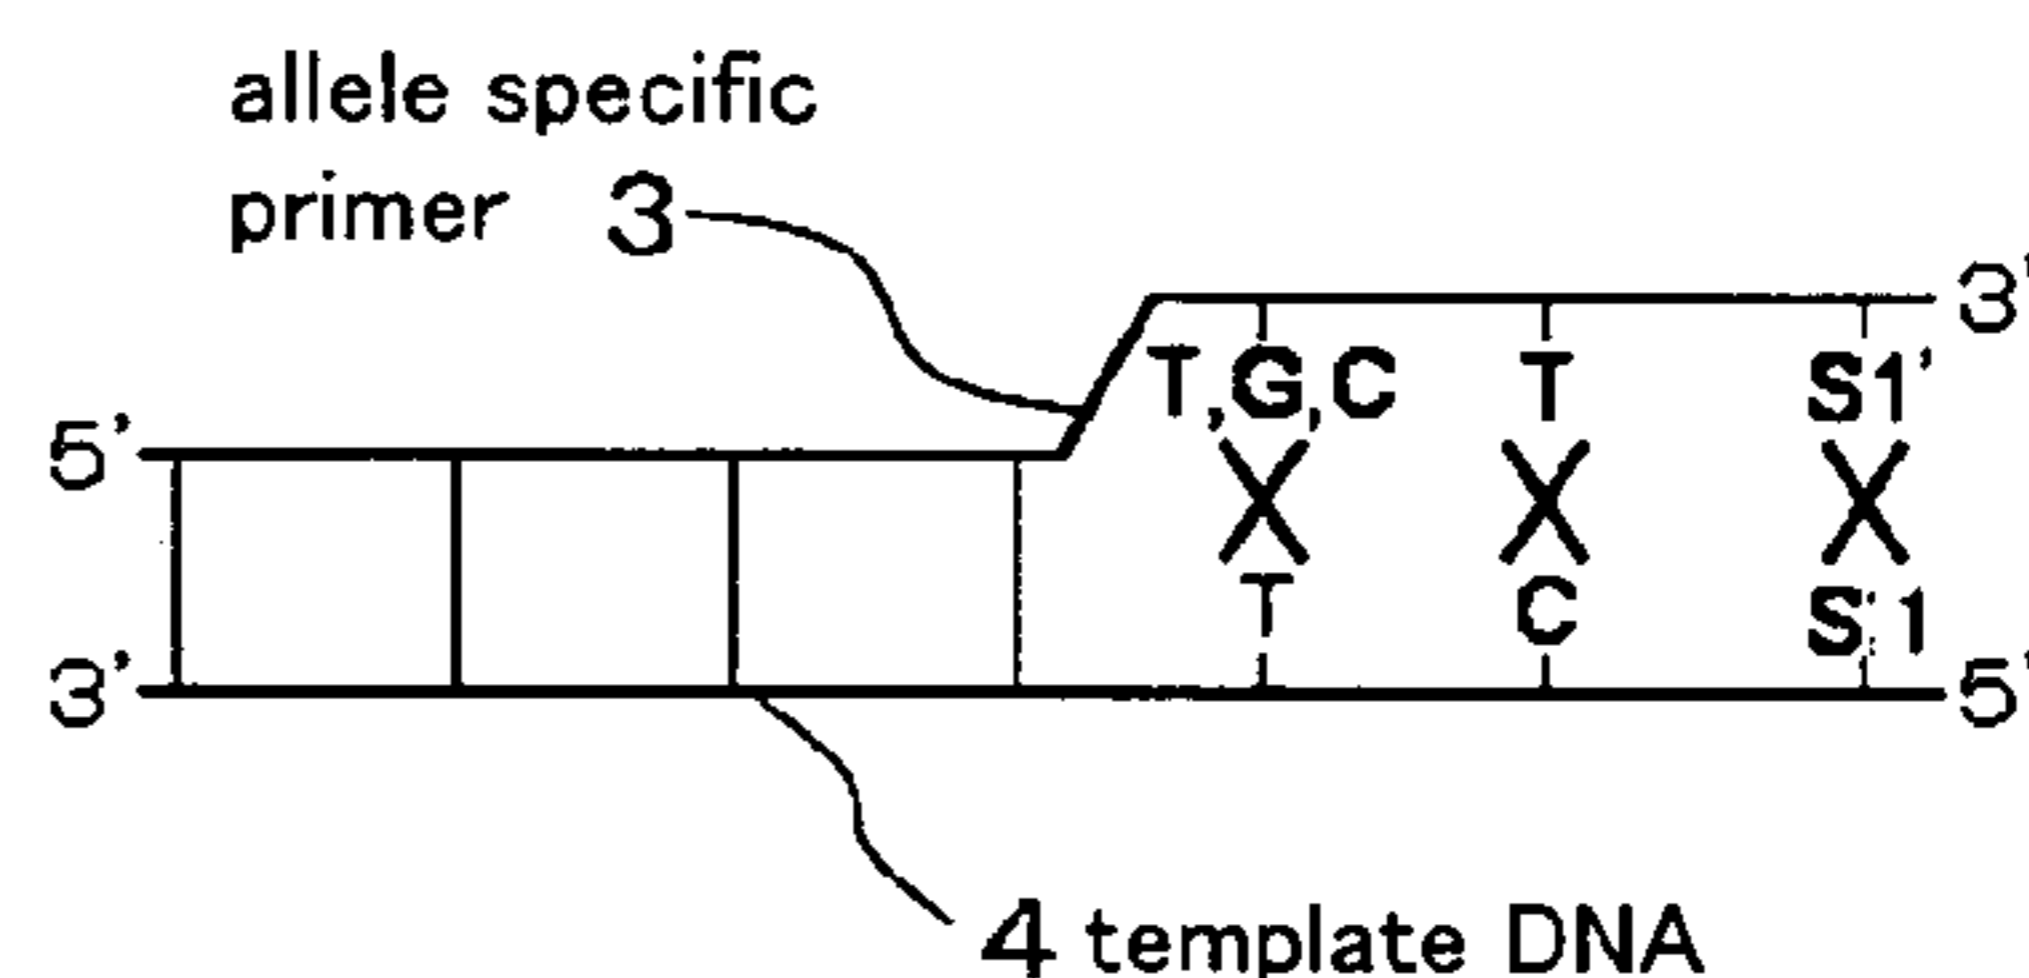 allele specific
primer 3
3'
T,G,C T S1'
5'
T C S1
3' 5'
4 template DNA